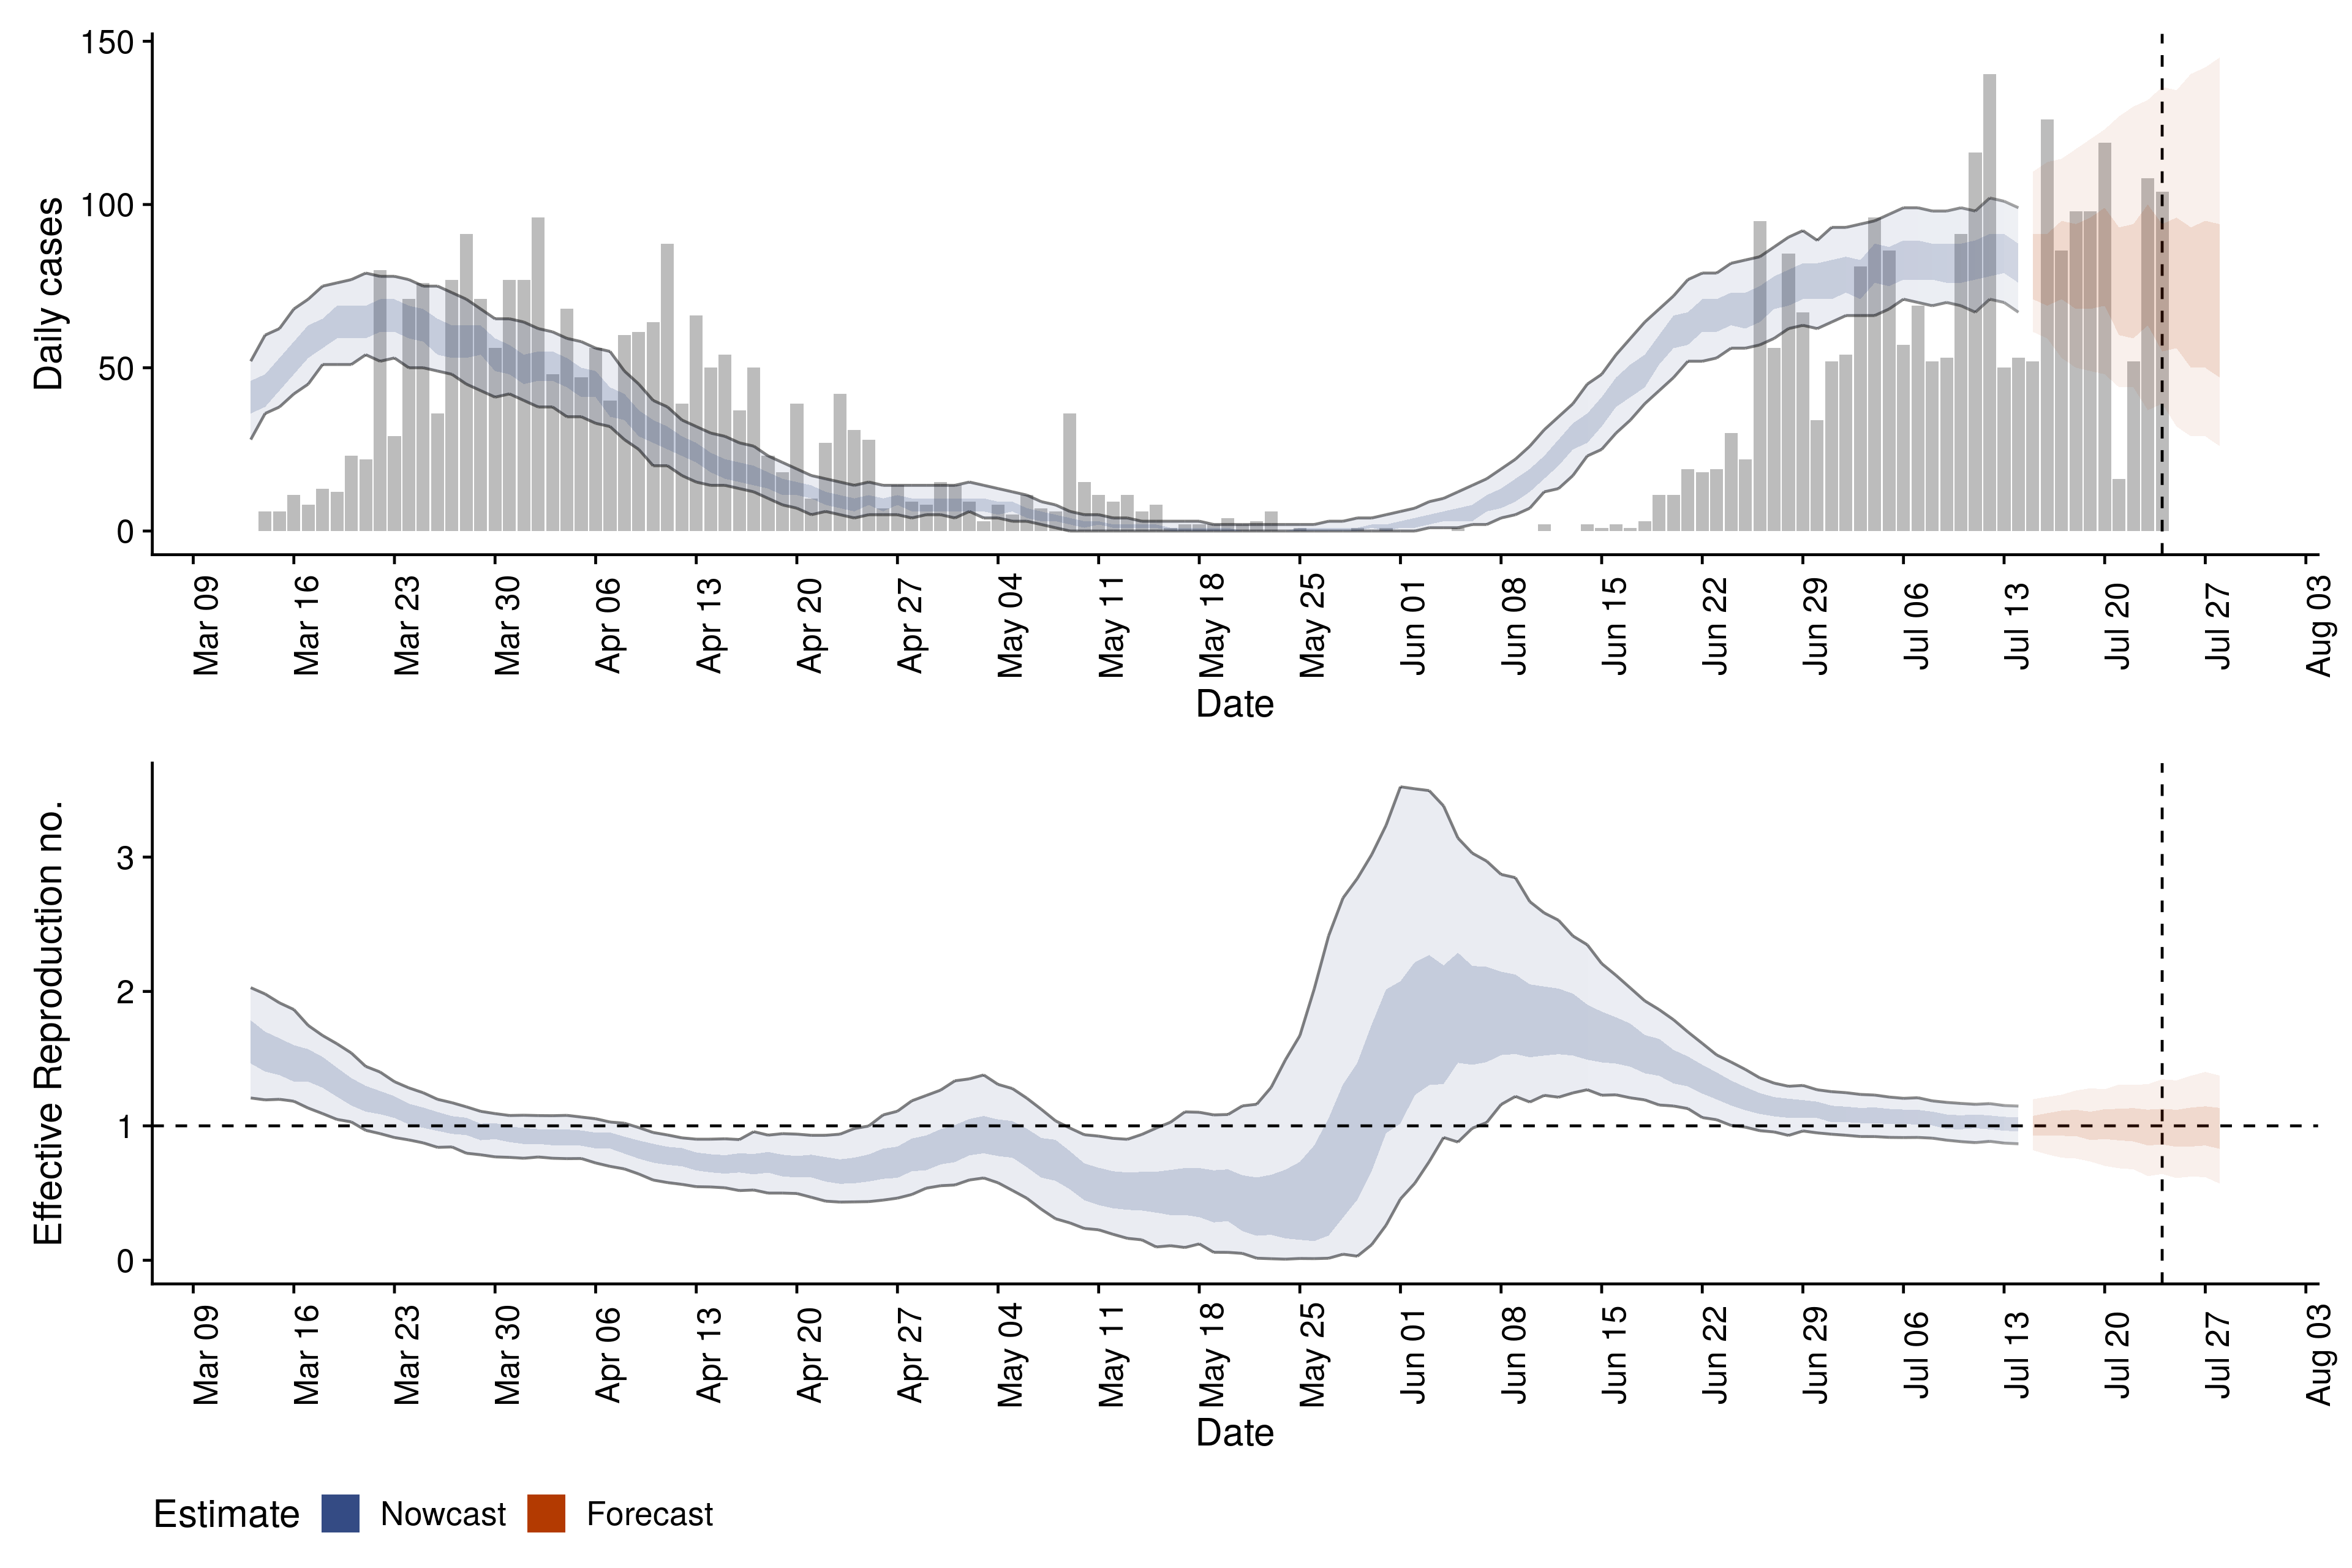 150
100
50
0
Daily cases
Mar 09
Mar 16
Mar 23
Mar 30
Apr 06
Apr 13
Apr 20
Apr 27
May 04
May 11
May 18
May 25
Jun 01
Jun 08
Jun 15
Jun 22
Jun 29
Jul 06
Jul 13
Jul 20
Jul 27
Aug 03
Date
3
2
1
0
Effective Reproduction no.
Mar 09
Mar 16
Mar 23
Mar 30
Apr 06
Apr 13
Apr 20
Apr 27
May 04
May 11
May 18
May 25
Jun 01
Jun 08
Jun 15
Jun 22
Jun 29
Jul 06
Jul 13
Jul 20
Jul 27
Aug 03
Date
Estimate Nowcast Forecast